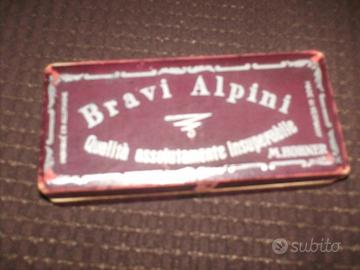 Bravi Alpini
Qualità assolutamente insuperabile
M. HOHNER
subito